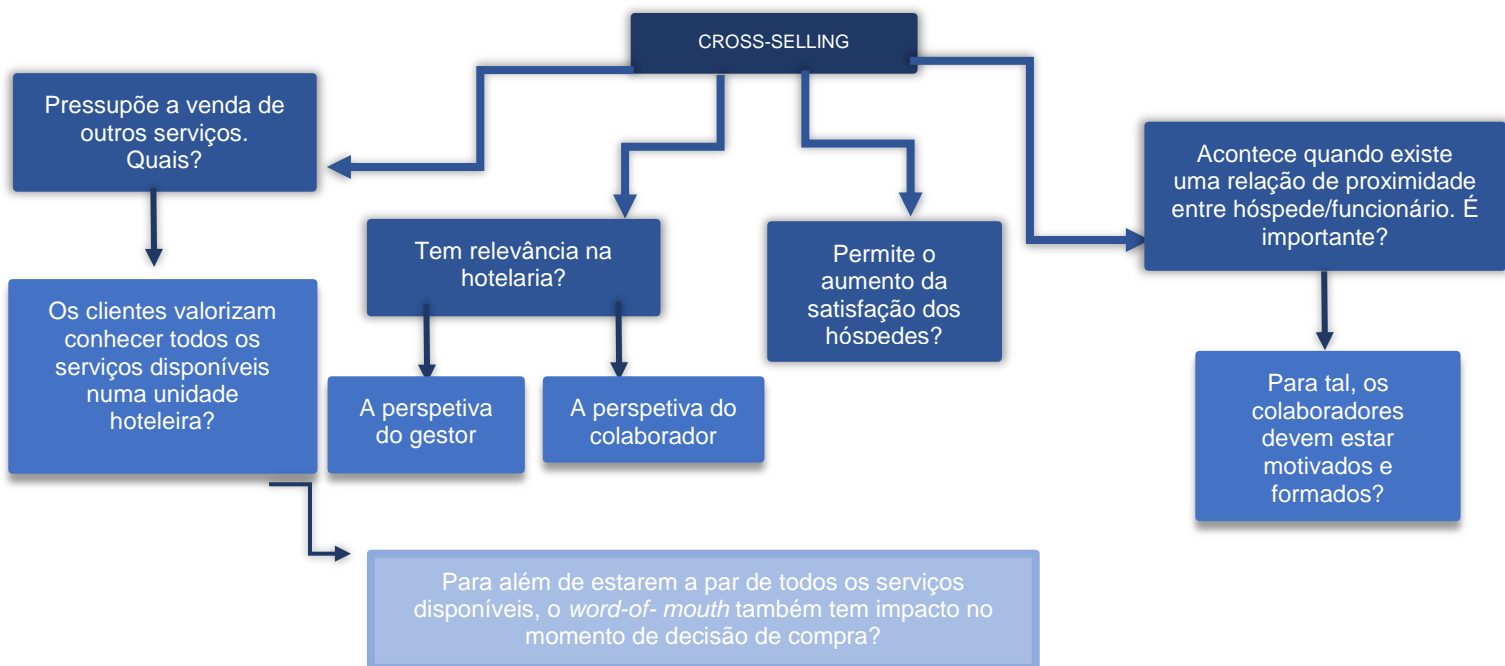 CROSS-SELLING
Pressupõe a venda de
outros serviços.
Quais?
Os clientes valorizam
conhecer todos os
serviços disponíveis
numa unidade
hoteleira?
Para além de estarem a par de todos os serviços
disponíveis, o word-of- mouth também tem impacto no
momento de decisão de compra?
Tem relevância na
hotelaria?
A perspetiva
do gestor
A perspetiva do
colaborador
Permite o
aumento da
satisfação dos
hóspedes?
Acontece quando existe
uma relação de proximidade
entre hóspede/funcionário. É
importante?
Para tal, os
colaboradores
devem estar
motivados e
formados?